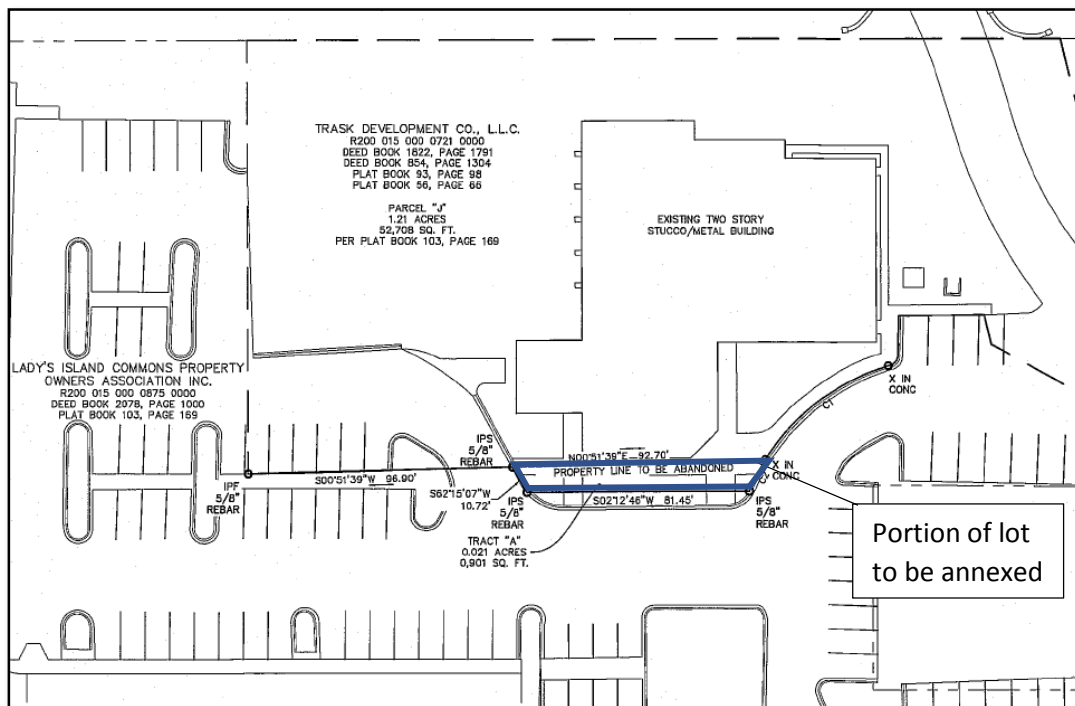 TRASK DEVELOPMENT CO., L.L.C.
R200 015 000 0721 0000
DEED BOOK 1822, PAGE 1791
DEED BOOK 854, PAGE 1304
PLAT BOOK 93, PAGE 98
PLAT BOOK 56, PAGE 65
PARCEL "J"
1.21 ACRES
52,708 SQ. FT.
PER PLAT BOOK 103, PAGE 169
EXISTING TWO STORY
STUCCO/METAL BUILDING
LADY'S ISLAND COMMONS PROPERTY
OWNERS ASSOCIATION INC.
R200 015 000 0875 0000
DEED BOOK 2078, PAGE 1000
PLAT BOOK 103, PAGE 169
X IN
CONC
C1
IPS
5/8"
REBAR
N00°51'39"E 92.70'
PROPERTY LINE TO BE ABANDONED
X IN
CONC
IPF
5/8"
REBAR
S00°51'39"W 96.90'
S62°15'07"W
10.72'
IPS
5/8"
REBAR
S02°12'46"W 81.45'
IPS
5/8"
REBAR
TRACT "A"
0.021 ACRES
0,901 SQ. FT.
Portion of lot
to be annexed